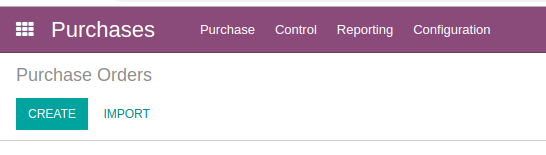 Purchases Purchase Control Reporting Configuration
Purchase Orders
CREATE IMPORT